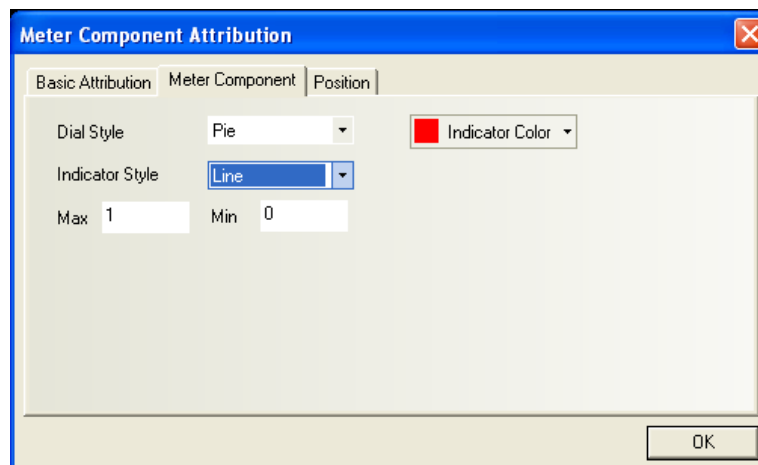 Meter Component Attribution
Basic Attribution Meter Component Position
Dial Style Pie Indicator Color
Indicator Style Line
Max 1 Min 0
OK